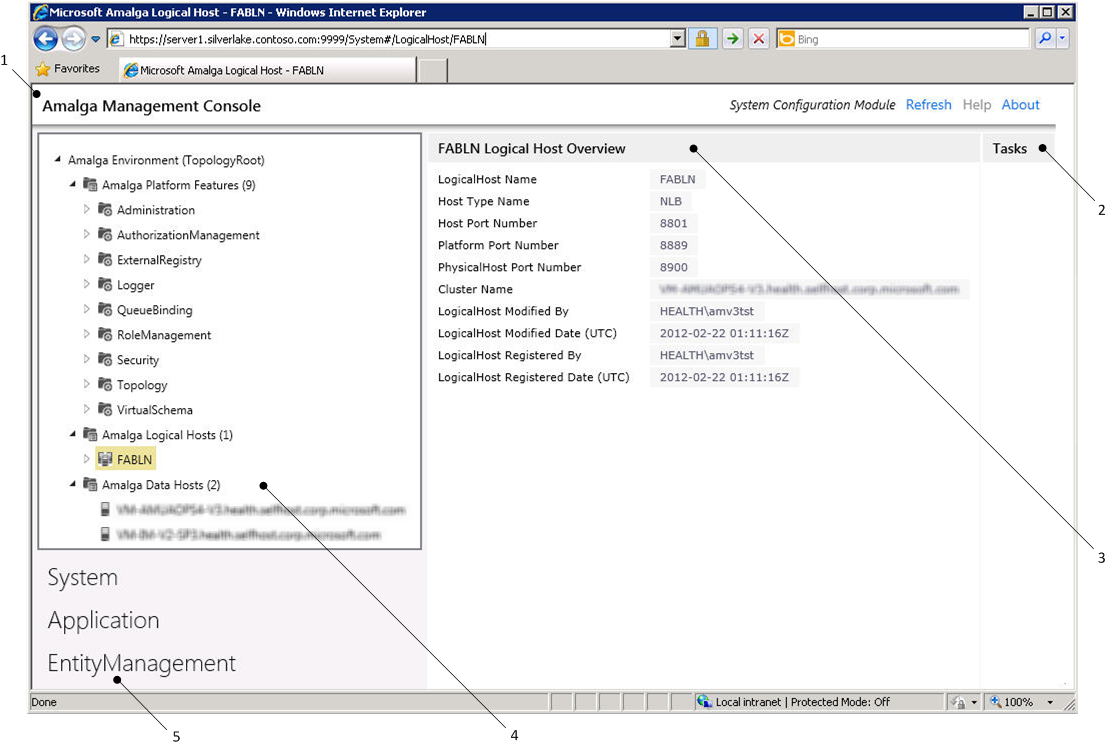 Microsoft Amalga Logical Host - FABLN - Windows Internet Explorer
https://server1.silverlake.contoso.com:9999/System#/LogicalHost/FABLN
Bing
Favorites
Microsoft Amalga Logical Host - FABLN
1
Amalga Management Console
System Configuration Module Refresh Help About
Amalga Environment (TopologyRoot)
Amalga Platform Features (9)
Administration
AuthorizationManagement
ExternalRegistry
Logger
QueueBinding
RoleManagement
Security
Topology
VirtualSchema
Amalga Logical Hosts (1)
FABLN
Amalga Data Hosts (2)
System
Application
EntityManagement
FABLN Logical Host Overview
LogicalHost Name FABLN
Host Type Name NLB
Host Port Number 8801
Platform Port Number 8889
PhysicalHost Port Number 8900
Cluster Name
LogicalHost Modified By HEALTH\amv3tst
LogicalHost Modified Date (UTC) 2012-02-22 01:11:16Z
LogicalHost Registered By HEALTH\amv3tst
LogicalHost Registered Date (UTC) 2012-02-22 01:11:16Z
Tasks
2
3
Done
Local intranet | Protected Mode: Off
100%
4
5